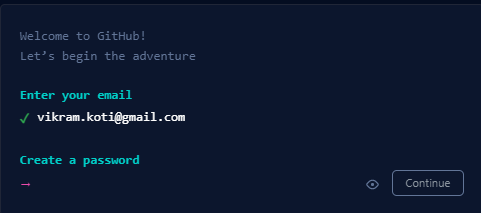 Welcome to GitHub!
Let’s begin the adventure
Enter your email
✓ vikram.koti@gmail.com
Create a password
→
Continue